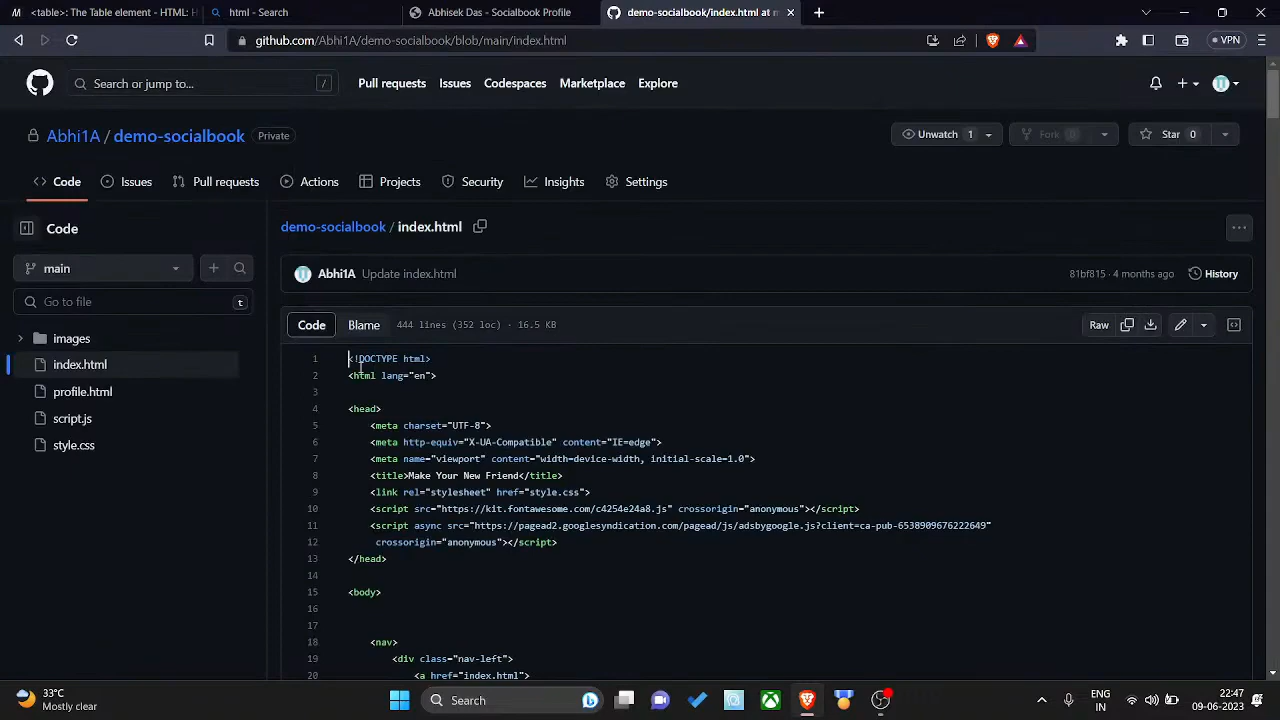 <table>: The Table element - HTML: H
html - Search
Abhisek Das - Socialbook Profile
demo-socialbook/index.html at m
github.com/Abhi1A/demo-socialbook/blob/main/index.html
VPN
Search or jump to...
/
Pull requests
Issues
Codespaces
Marketplace
Explore
Abhi1A / demo-socialbook
Private
Unwatch 1
Fork 0
Star 0
Code
Issues
Pull requests
Actions
Projects
Security
Insights
Settings
Code
demo-socialbook / index.html
main
Abhi1A Update index.html
81bf815 · 4 months ago
History
Go to file
t
Code
Blame
444 lines (352 loc) · 16.5 KB
Raw
images
index.html
profile.html
script.js
style.css
1 <!DOCTYPE html>
2 <html lang="en">
3
4 <head>
5 <meta charset="UTF-8">
6 <meta http-equiv="X-UA-Compatible" content="IE=edge">
7 <meta name="viewport" content="width=device-width, initial-scale=1.0">
8 <title>Make Your New Friend</title>
9 <link rel="stylesheet" href="style.css">
10 <script src="https://kit.fontawesome.com/c4254e24a8.js" crossorigin="anonymous"></script>
11 <script async src="https://pagead2.googlesyndication.com/pagead/js/adsbygoogle.js?client=ca-pub-6538909676222649"
12 crossorigin="anonymous"></script>
13 </head>
14
15 <body>
16
17
18 <nav>
19 <div class="nav-left">
20 <a href="index.html">
33°C
Mostly clear
Search
ENG
IN
22:47
09-06-2023